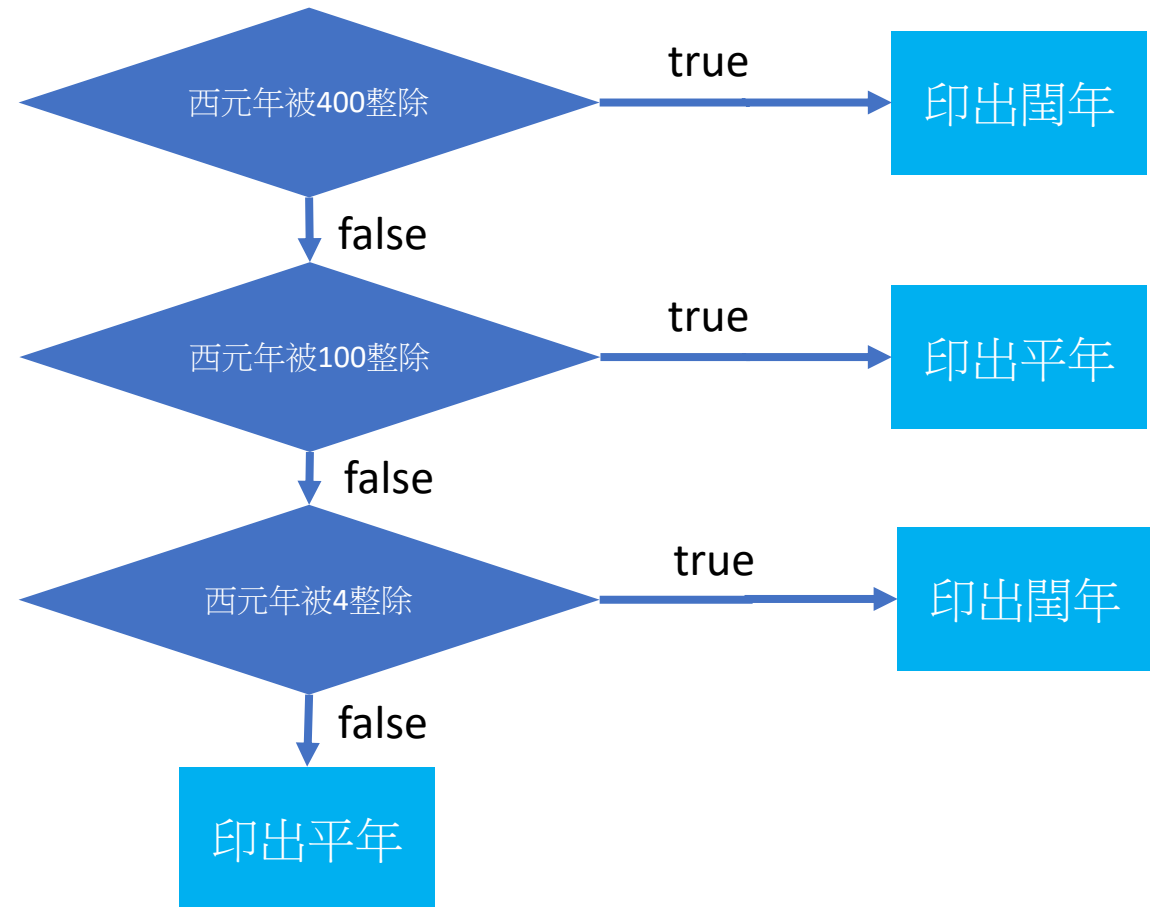 西元年被400整除
true
印出閏年
false
西元年被100整除
true
印出平年
false
西元年被4整除
true
印出閏年
false
印出平年